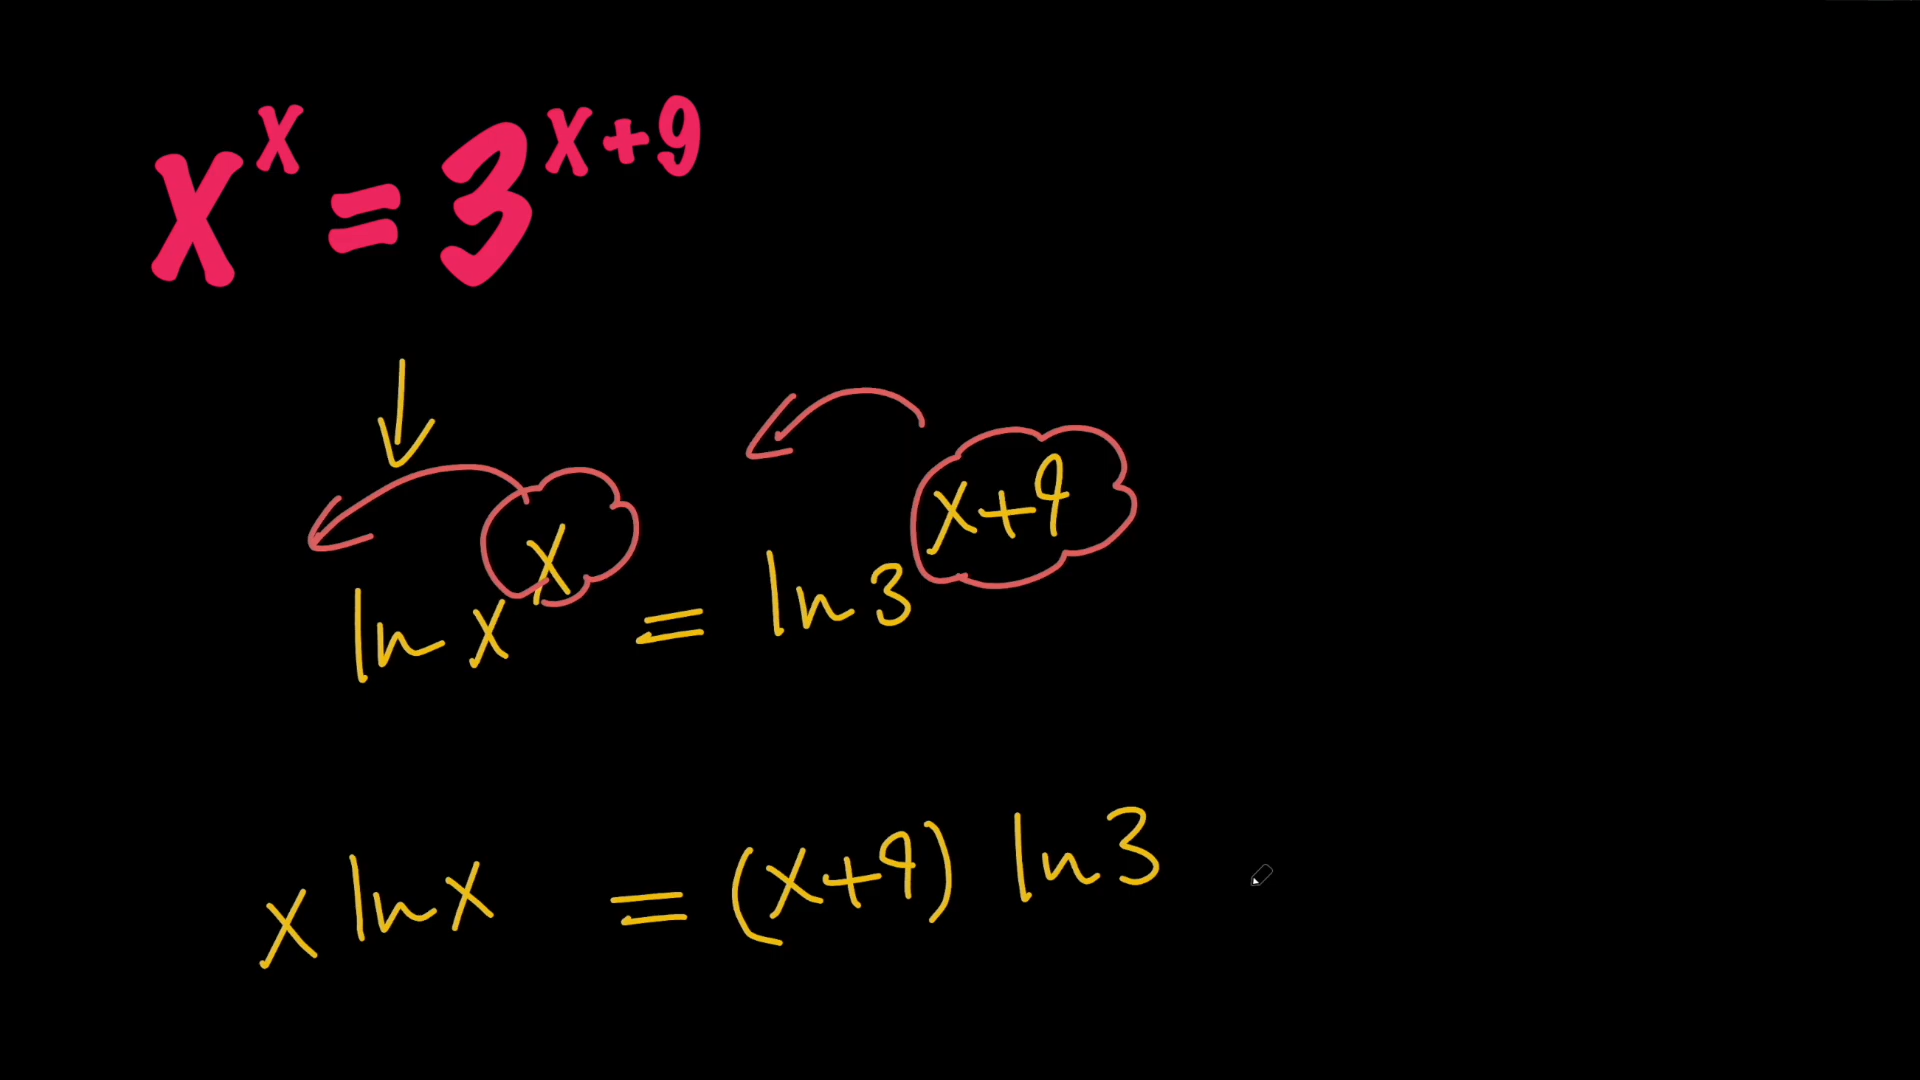 x^x = 3^{x+9}
ln x^x = ln 3^{x+9}
x ln x = (x+9) ln 3